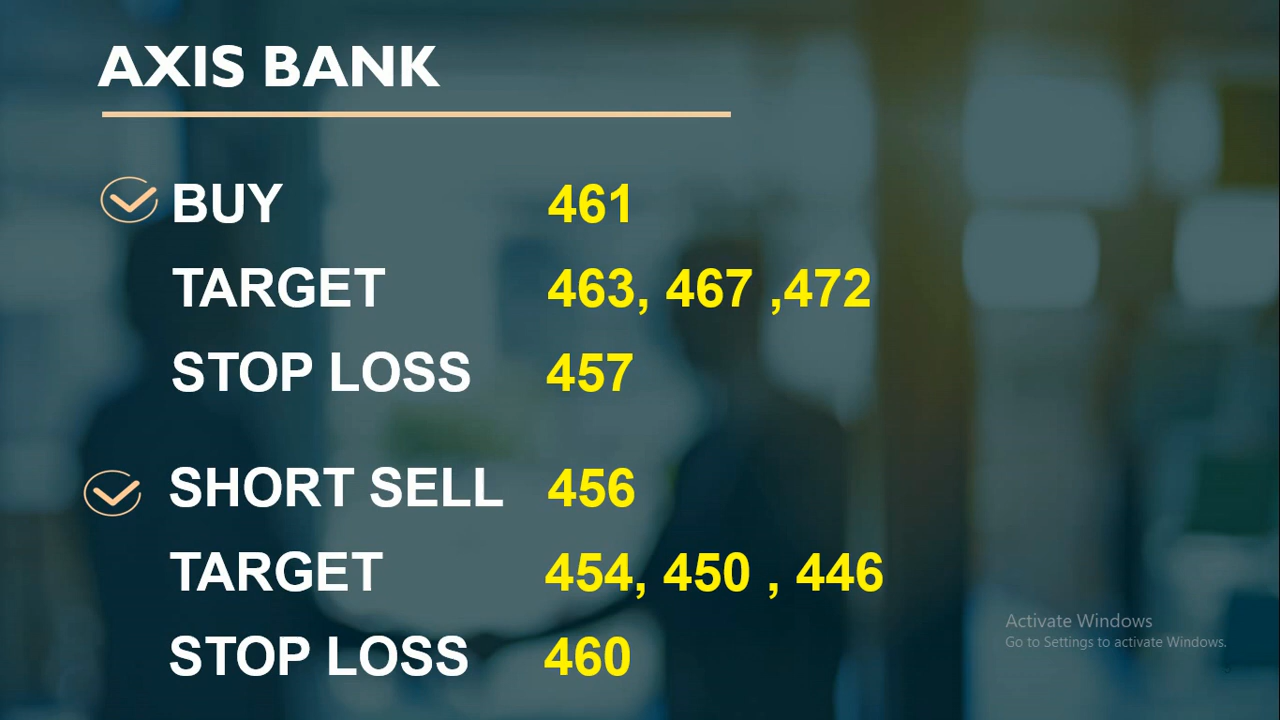 AXIS BANK
BUY 461
TARGET 463, 467 ,472
STOP LOSS 457
SHORT SELL 456
TARGET 454, 450 , 446
STOP LOSS 460
Activate Windows
Go to Settings to activate Windows.